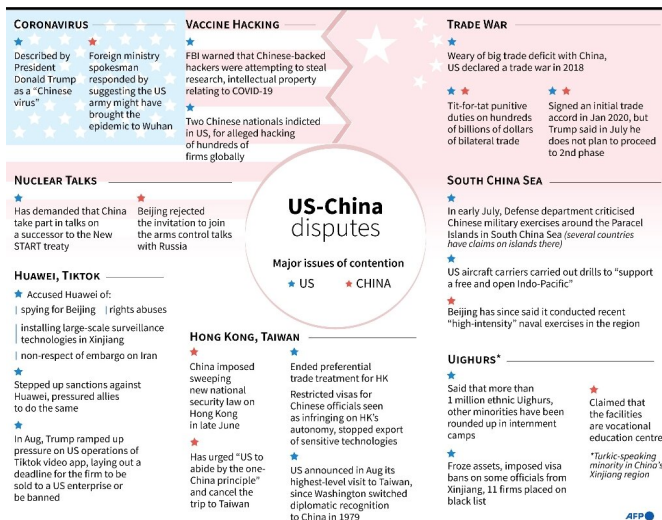 CORONAVIRUS
Described by
President
Donald Trump
as a “Chinese
virus”
Foreign ministry
spokesman
responded by
suggesting the US
army might have
brought the
epidemic to Wuhan
VACCINE HACKING
FBI warned that Chinese-backed
hackers were attempting to steal
research, intellectual property
relating to COVID-19
Two Chinese nationals indicted
in US, for alleged hacking
of hundreds of
firms globally
TRADE WAR
Weary of big trade deficit with China,
US declared a trade war in 2018
Tit-for-tat punitive
duties on hundreds
of billions of dollars
of bilateral trade
Signed an initial trade
accord in Jan 2020, but
Trump said in July he
does not plan to proceed
to 2nd phase
NUCLEAR TALKS
Has demanded that China
take part in talks on
a successor to the New
START treaty
Beijing rejected
the invitation to join
the arms control talks
with Russia
US-China
disputes
Major issues of contention
US
CHINA
SOUTH CHINA SEA
In early July, Defense department criticised
Chinese military exercises around the Paracel
Islands in South China Sea (several countries
have claims on islands there)
US aircraft carriers carried out drills to “support
a free and open Indo-Pacific”
Beijing has since said it conducted recent
“high-intensity” naval exercises in the region
HUAWEI, TIKTOK
Accused Huawei of:
spying for Beijing
rights abuses
installing large-scale surveillance
technologies in Xinjiang
non-respect of embargo on Iran
Stepped up sanctions against
Huawei, pressured allies
to do the same
In Aug, Trump ramped up
pressure on US operations of
Tiktok video app, laying out a
deadline for the firm to be
sold to a US enterprise or
be banned
HONG KONG, TAIWAN
China imposed
sweeping
new national
security law on
Hong Kong
in late June
Has urged “US to
abide by the one-
China principle”
and cancel the
trip to Taiwan
Ended preferential
trade treatment for HK
Restricted visas for
Chinese officials seen
as infringing on HK’s
autonomy, stopped export
of sensitive technologies
US announced in Aug its
highest-level visit to Taiwan,
since Washington switched
diplomatic recognition
to China in 1979
UIGHURS*
Said that more than
1 million ethnic Uighurs,
other minorities have been
rounded up in internment
camps
Froze assets, imposed visa
bans on some officials from
Xinjiang, 11 firms placed on
black list
Claimed that
the facilities
are vocational
education centre
*Turkic-speaking
minority in China's
Xinjiang region
AFP